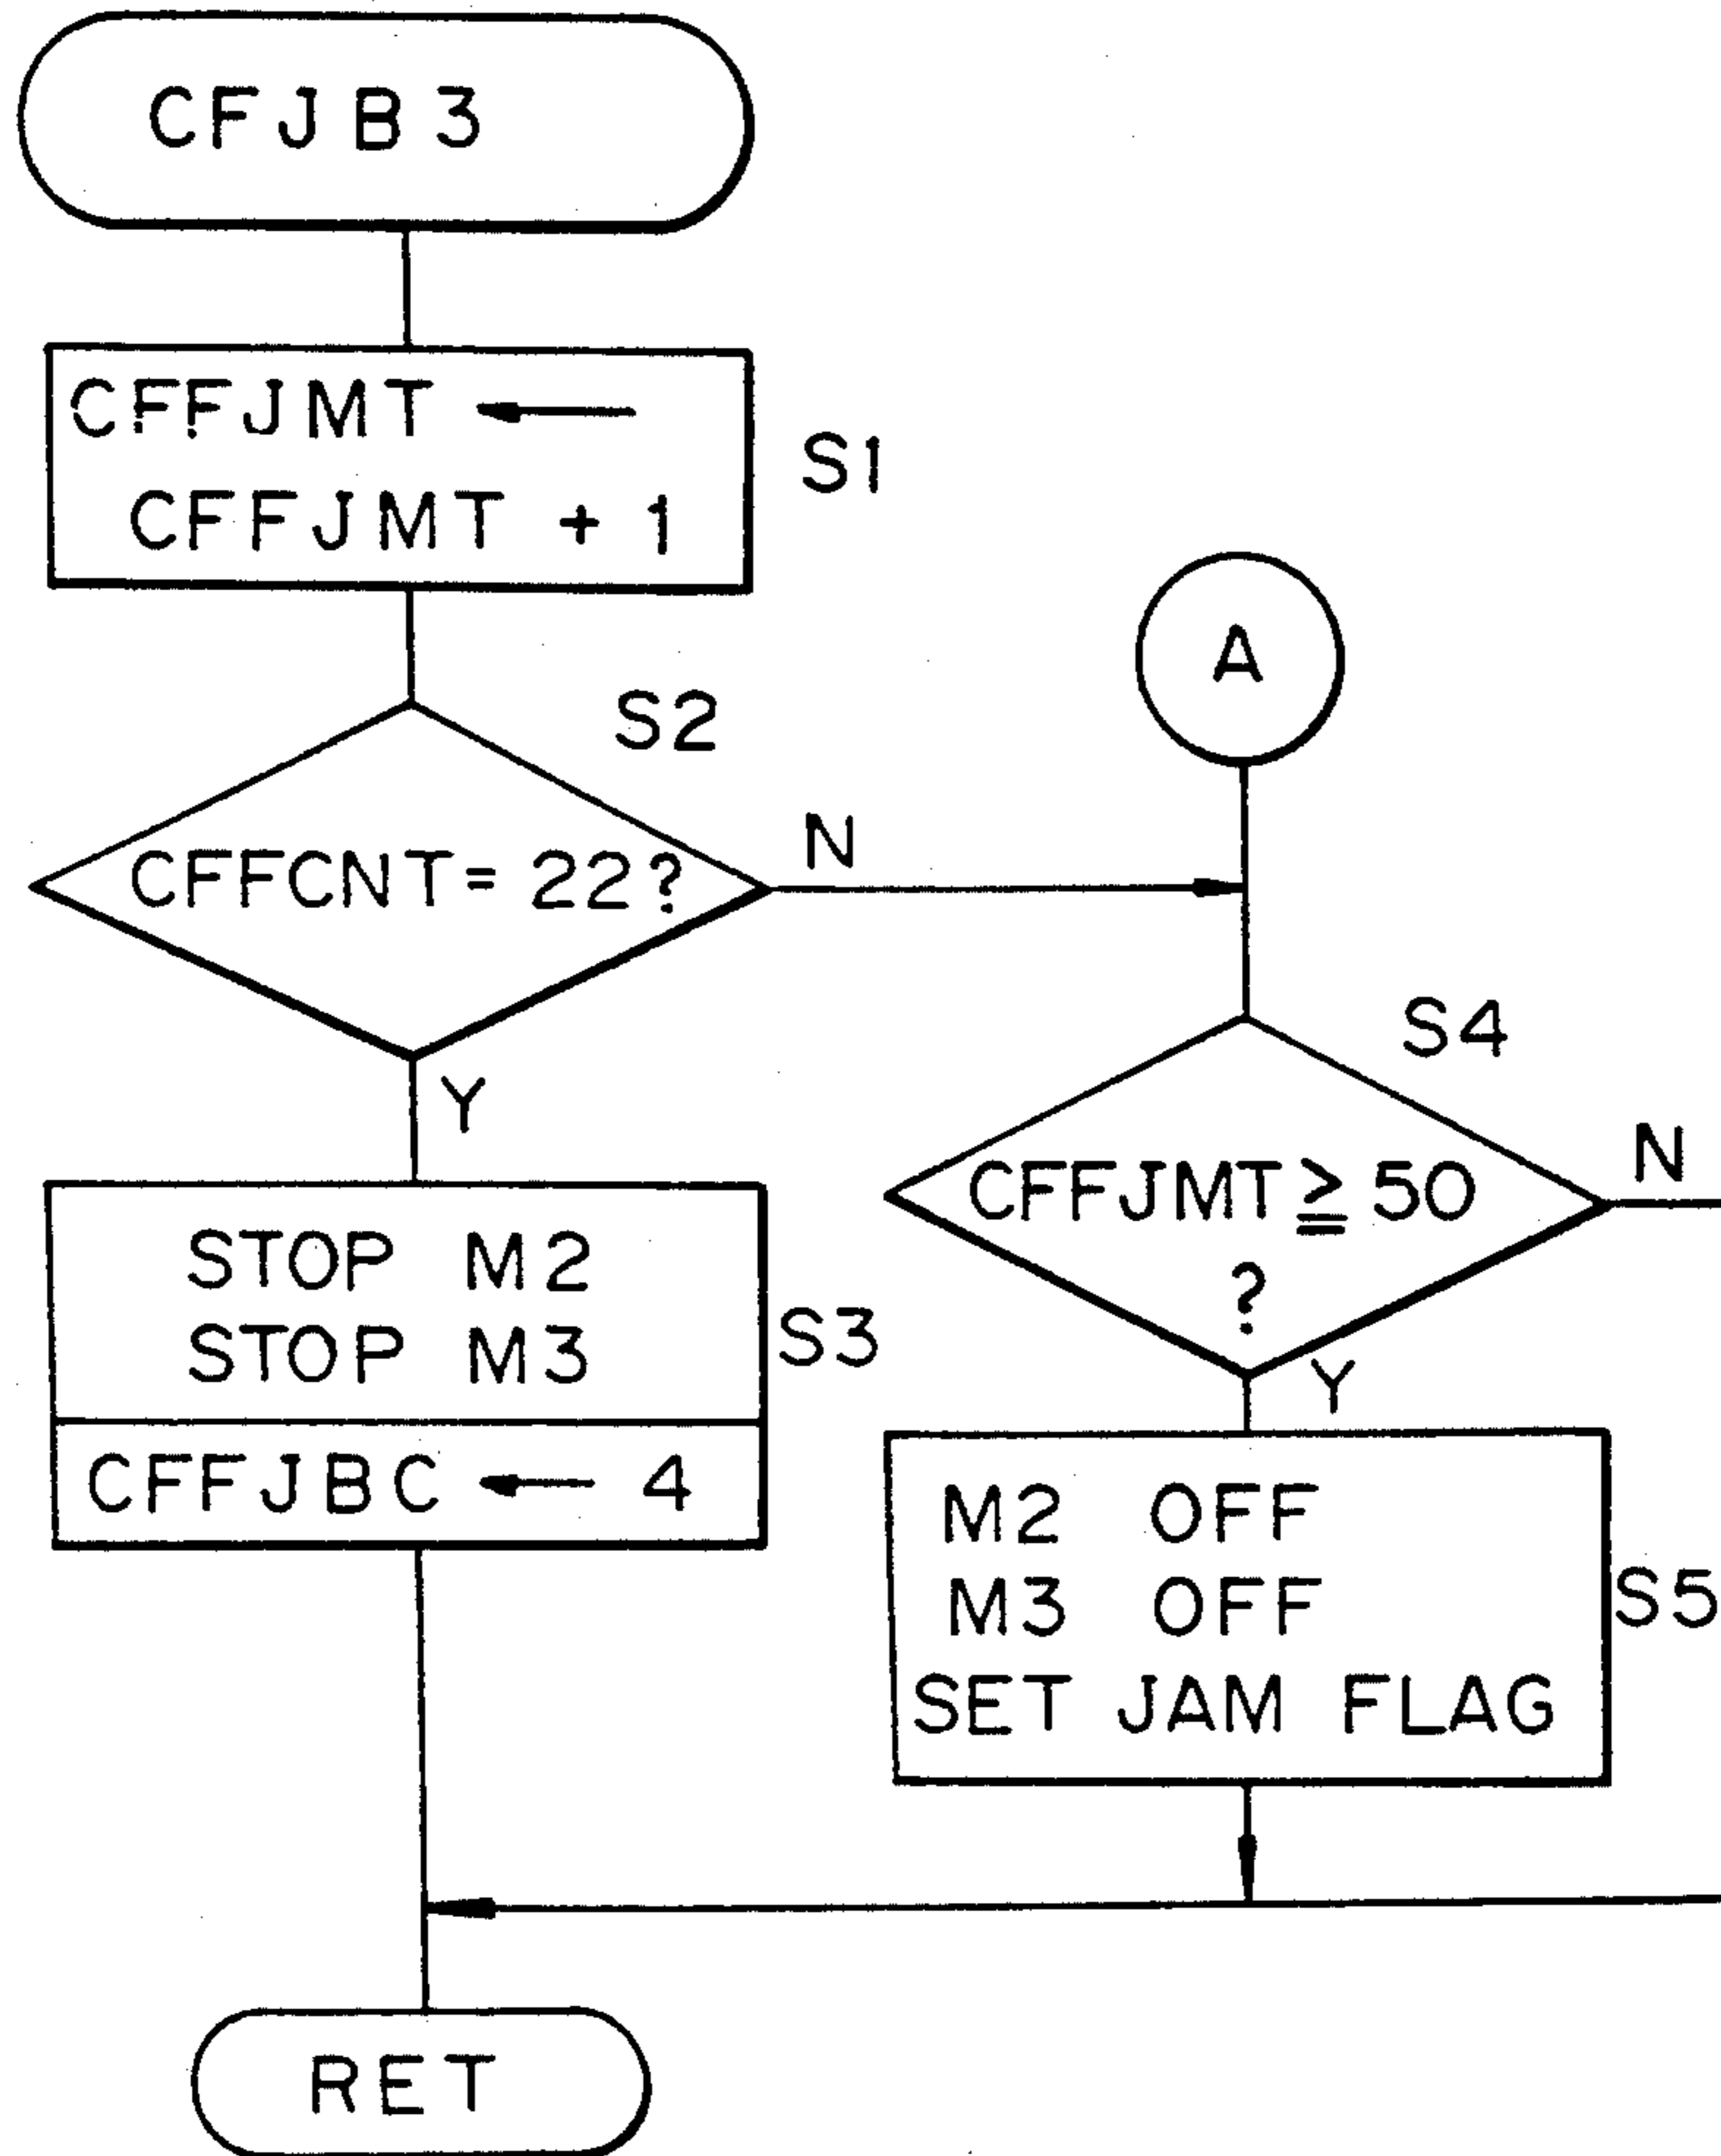 CFJB3
CFFJMT ←
CFFJMT + 1
S1
A
S2
CFFCNT = 22?
N
Y
S4
CFFJMT ≧ 50
?
N
Y
STOP M2
STOP M3
S3
CFFJBC ← 4
M2 OFF
M3 OFF
SET JAM FLAG
S5
RET